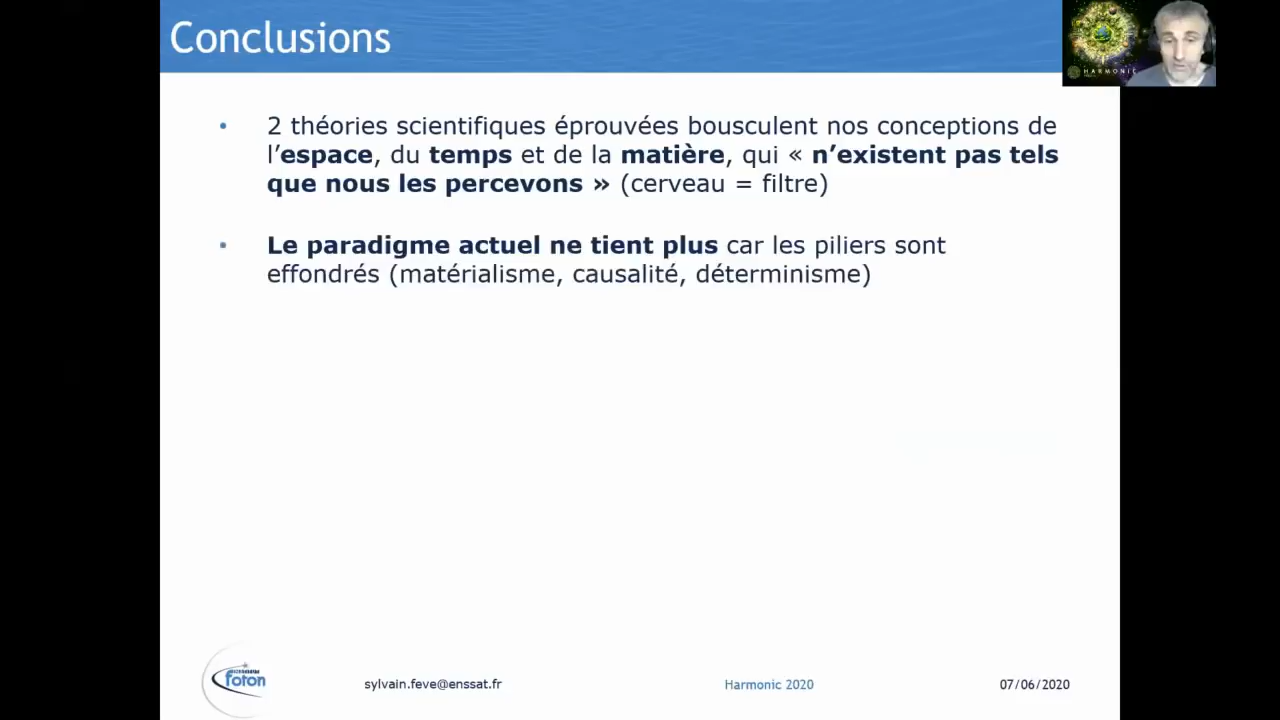 Conclusions
HARMONIC
• 2 théories scientifiques éprouvées bousculent nos conceptions de
l’espace, du temps et de la matière, qui « n’existent pas tels
que nous les percevons » (cerveau = filtre)
• Le paradigme actuel ne tient plus car les piliers sont
effondrés (matérialisme, causalité, déterminisme)
foton
sylvain.feve@enssat.fr
Harmonic 2020
07/06/2020